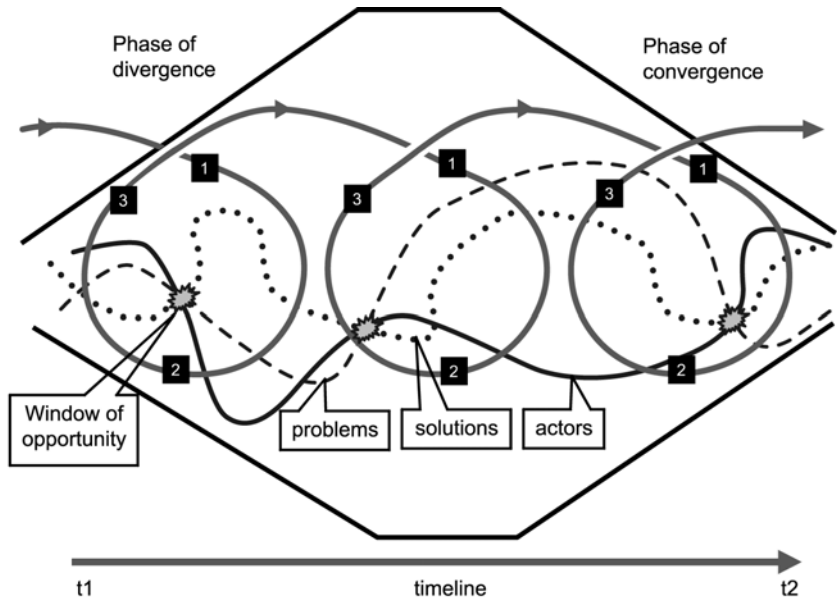 Phase of
divergence
Phase of
convergence
1
1
1
3
3
3
2
2
2
Window of
opportunity
problems
solutions
actors
t1
timeline
t2